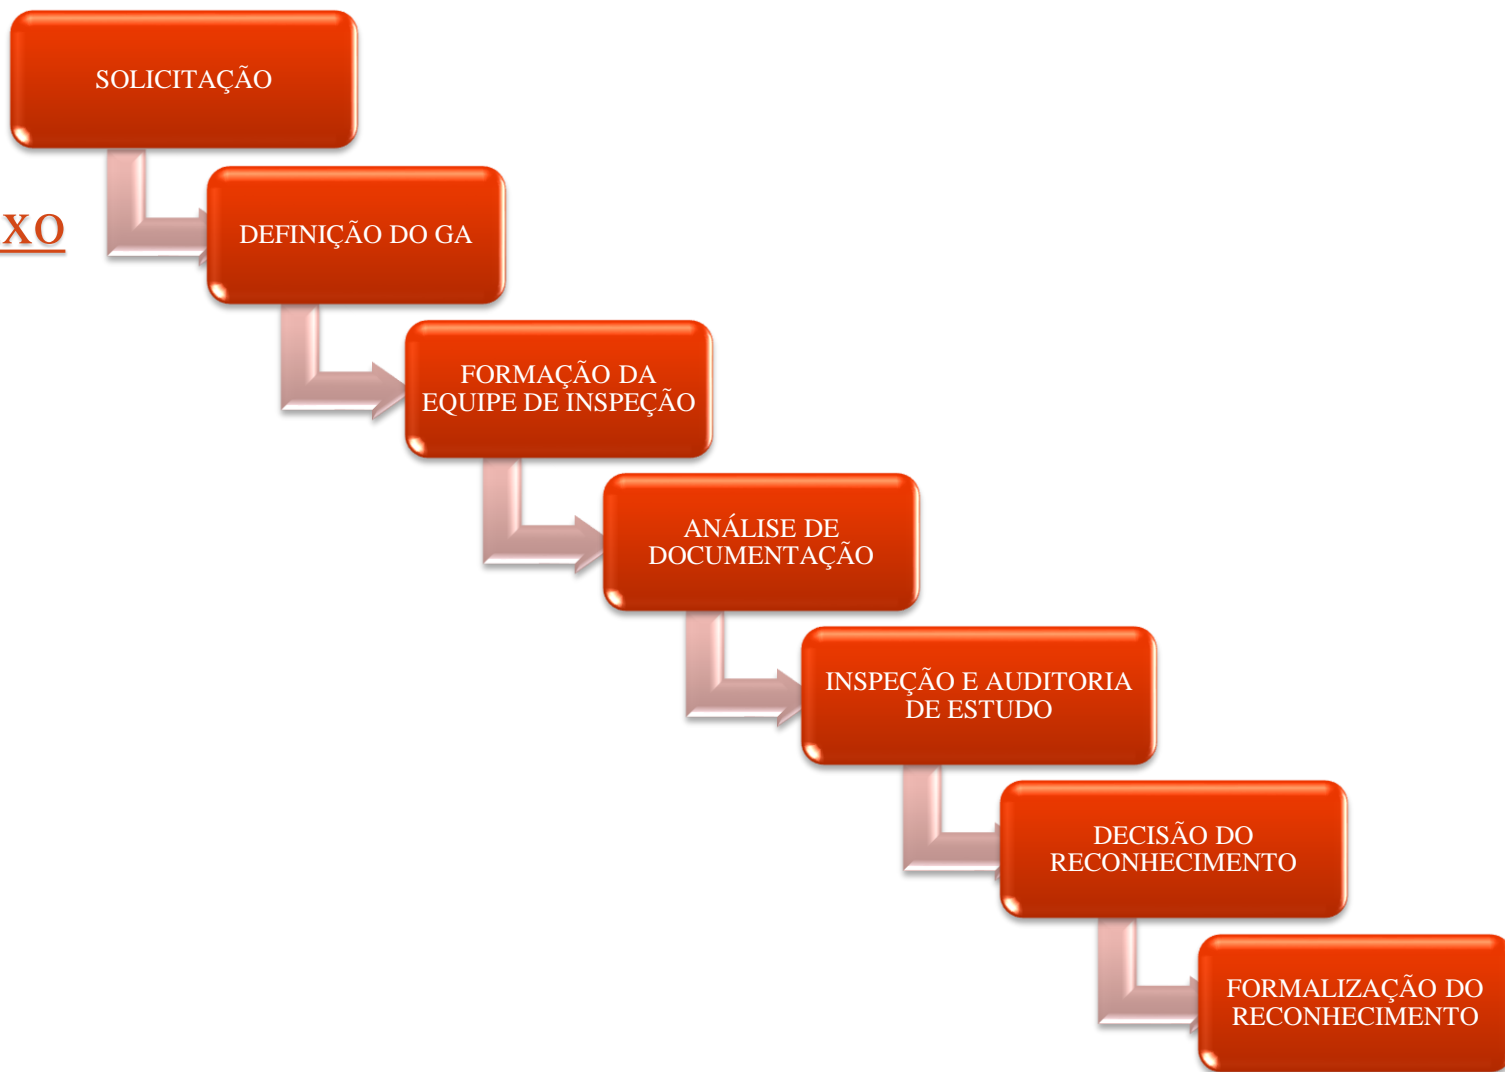 SOLICITAÇÃO
XO
DEFINIÇÃO DO GA
FORMAÇÃO DA
EQUIPE DE INSPEÇÃO
ANÁLISE DE
DOCUMENTAÇÃO
INSPEÇÃO E AUDITORIA
DE ESTUDO
DECISÃO DO
RECONHECIMENTO
FORMALIZAÇÃO DO
RECONHECIMENTO